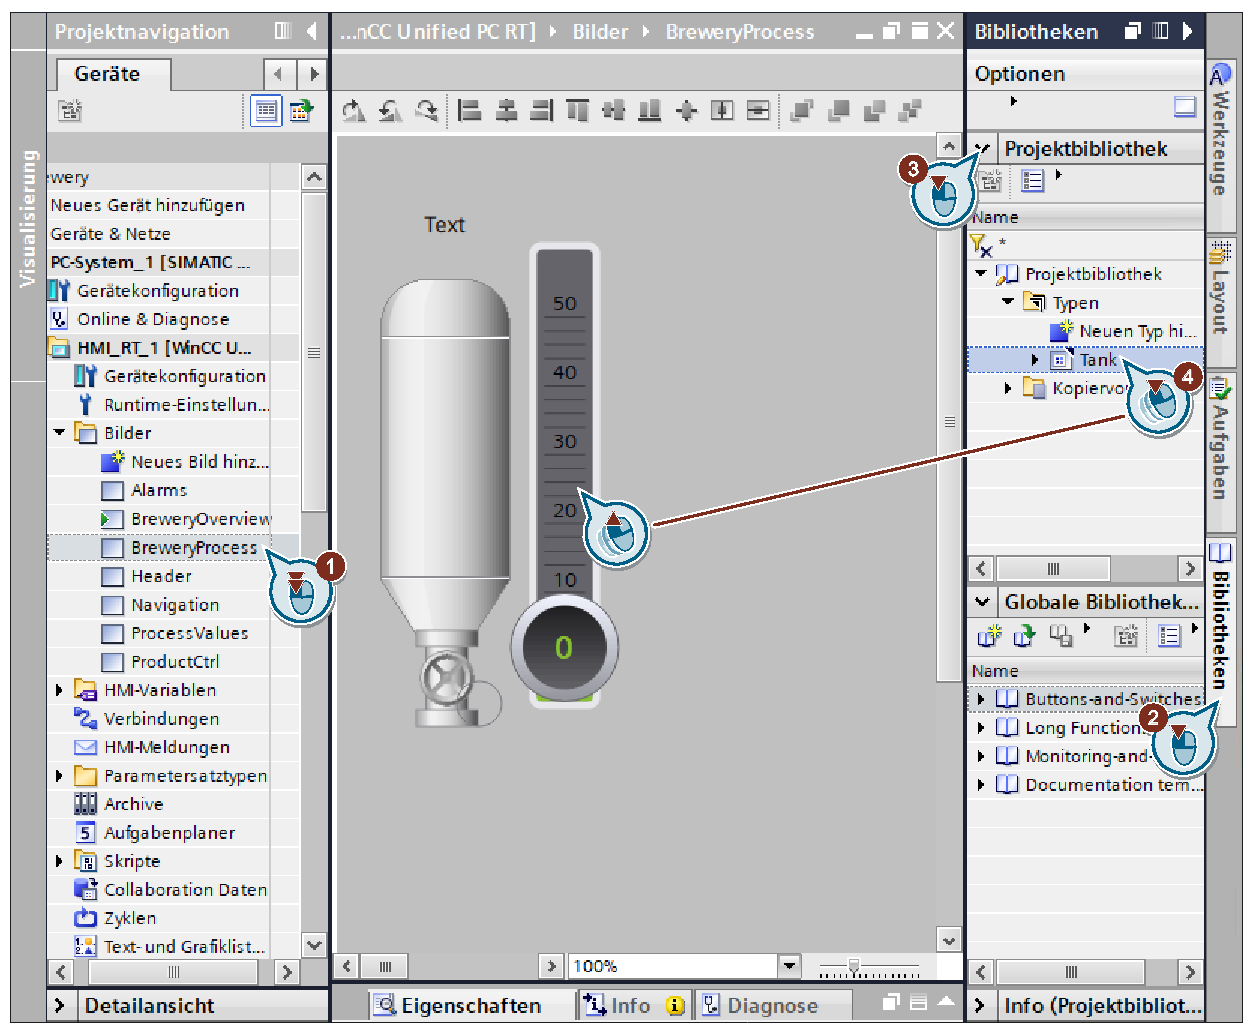 Visualisierung
Projektnavigation
Geräte
wery
Neues Gerät hinzufügen
Geräte & Netze
PC-System_1 [SIMATIC ...
Gerätekonfiguration
Online & Diagnose
HMI_RT_1 [WinCC U...
Gerätekonfiguration
Runtime-Einstellun...
Bilder
Neues Bild hinz...
Alarms
BreweryOverview
BreweryProcess
1
Header
Navigation
ProcessValues
ProductCtrl
HMI-Variablen
Verbindungen
HMI-Meldungen
Parametersatztypen
Archive
5 Aufgabenplaner
Skripte
Collaboration Daten
Zyklen
Text- und Grafiklist...
Detailansicht
...nCC Unified PC RT] Bilder BreweryProcess
Text
50
40
30
20
10
0
100%
Eigenschaften Info Diagnose
Bibliotheken
Optionen
3 Projektbibliothek
Name
*
Projektbibliothek
Typen
Neuen Typ hi...
Tank
4
Kopiervo
Globale Bibliothek...
Name
Buttons-and-Switches
Long Function
2
Monitoring-and-
Documentation tem...
Info (Projektbibliot...
Werkzeuge
Layout
Aufgaben
Bibliotheken